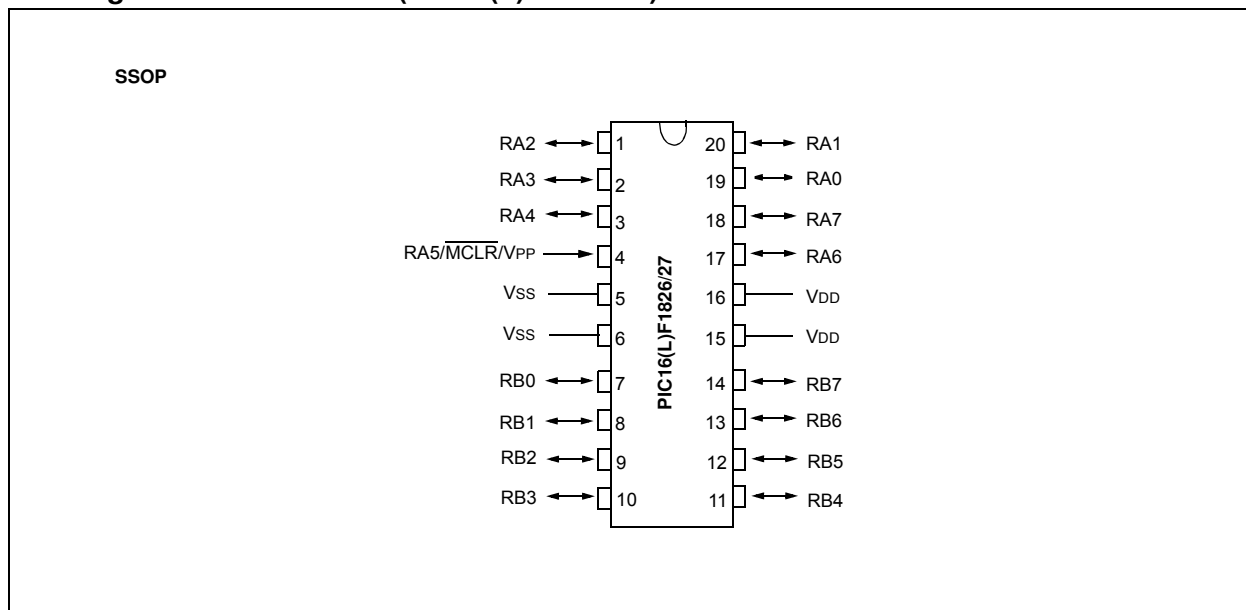 SSOP
RA2 1 20 RA1
RA3 2 19 RA0
RA4 3 18 RA7
RA5/MCLR/VPP 4 17 RA6
VSS 5 16 VDD
VSS 6 15 VDD
RB0 7 14 RB7
RB1 8 13 RB6
RB2 9 12 RB5
RB3 10 11 RB4
PIC16(L)F1826/27